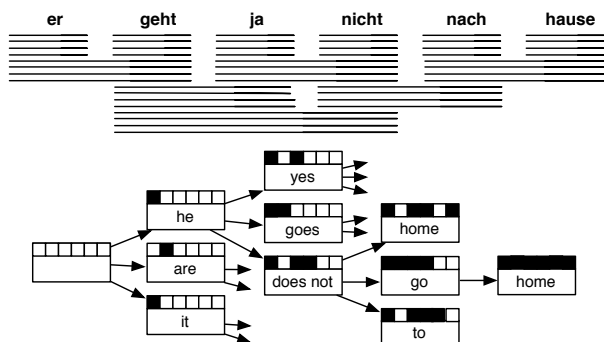 er geht ja nicht nach hause
yes
he
goes
home
are
does not
go
home
it
to